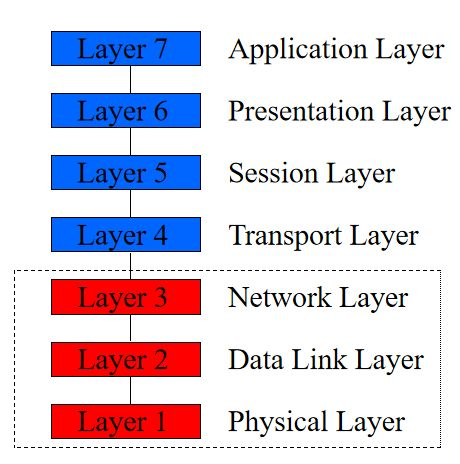 Layer 7 Application Layer
Layer 6 Presentation Layer
Layer 5 Session Layer
Layer 4 Transport Layer
Layer 3 Network Layer
Layer 2 Data Link Layer
Layer 1 Physical Layer